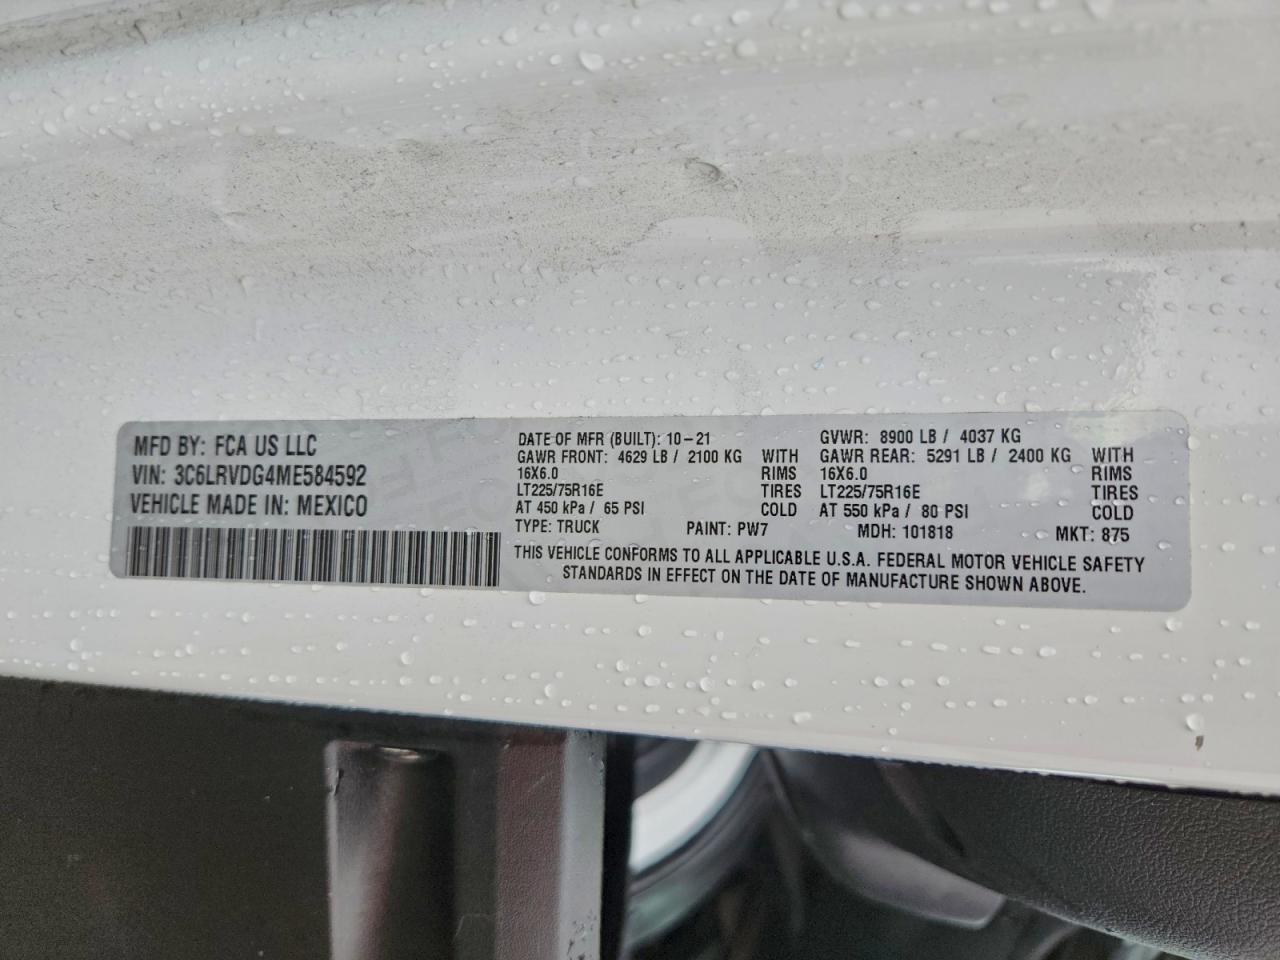 MFD BY: FCA US LLC
VIN: 3C6LRVDG4ME584592
VEHICLE MADE IN: MEXICO
DATE OF MFR (BUILT): 10-21
GAWR FRONT: 4629 LB / 2100 KG WITH
16X6.0 RIMS
LT225/75R16E TIRES
AT 450 kPa / 65 PSI COLD
TYPE: TRUCK PAINT: PW7
GVWR: 8900 LB / 4037 KG
GAWR REAR: 5291 LB / 2400 KG WITH
16X6.0 RIMS
LT225/75R16E TIRES
AT 550 kPa / 80 PSI COLD
MDH: 101818 MKT: 875
THIS VEHICLE CONFORMS TO ALL APPLICABLE U.S.A. FEDERAL MOTOR VEHICLE SAFETY
STANDARDS IN EFFECT ON THE DATE OF MANUFACTURE SHOWN ABOVE.